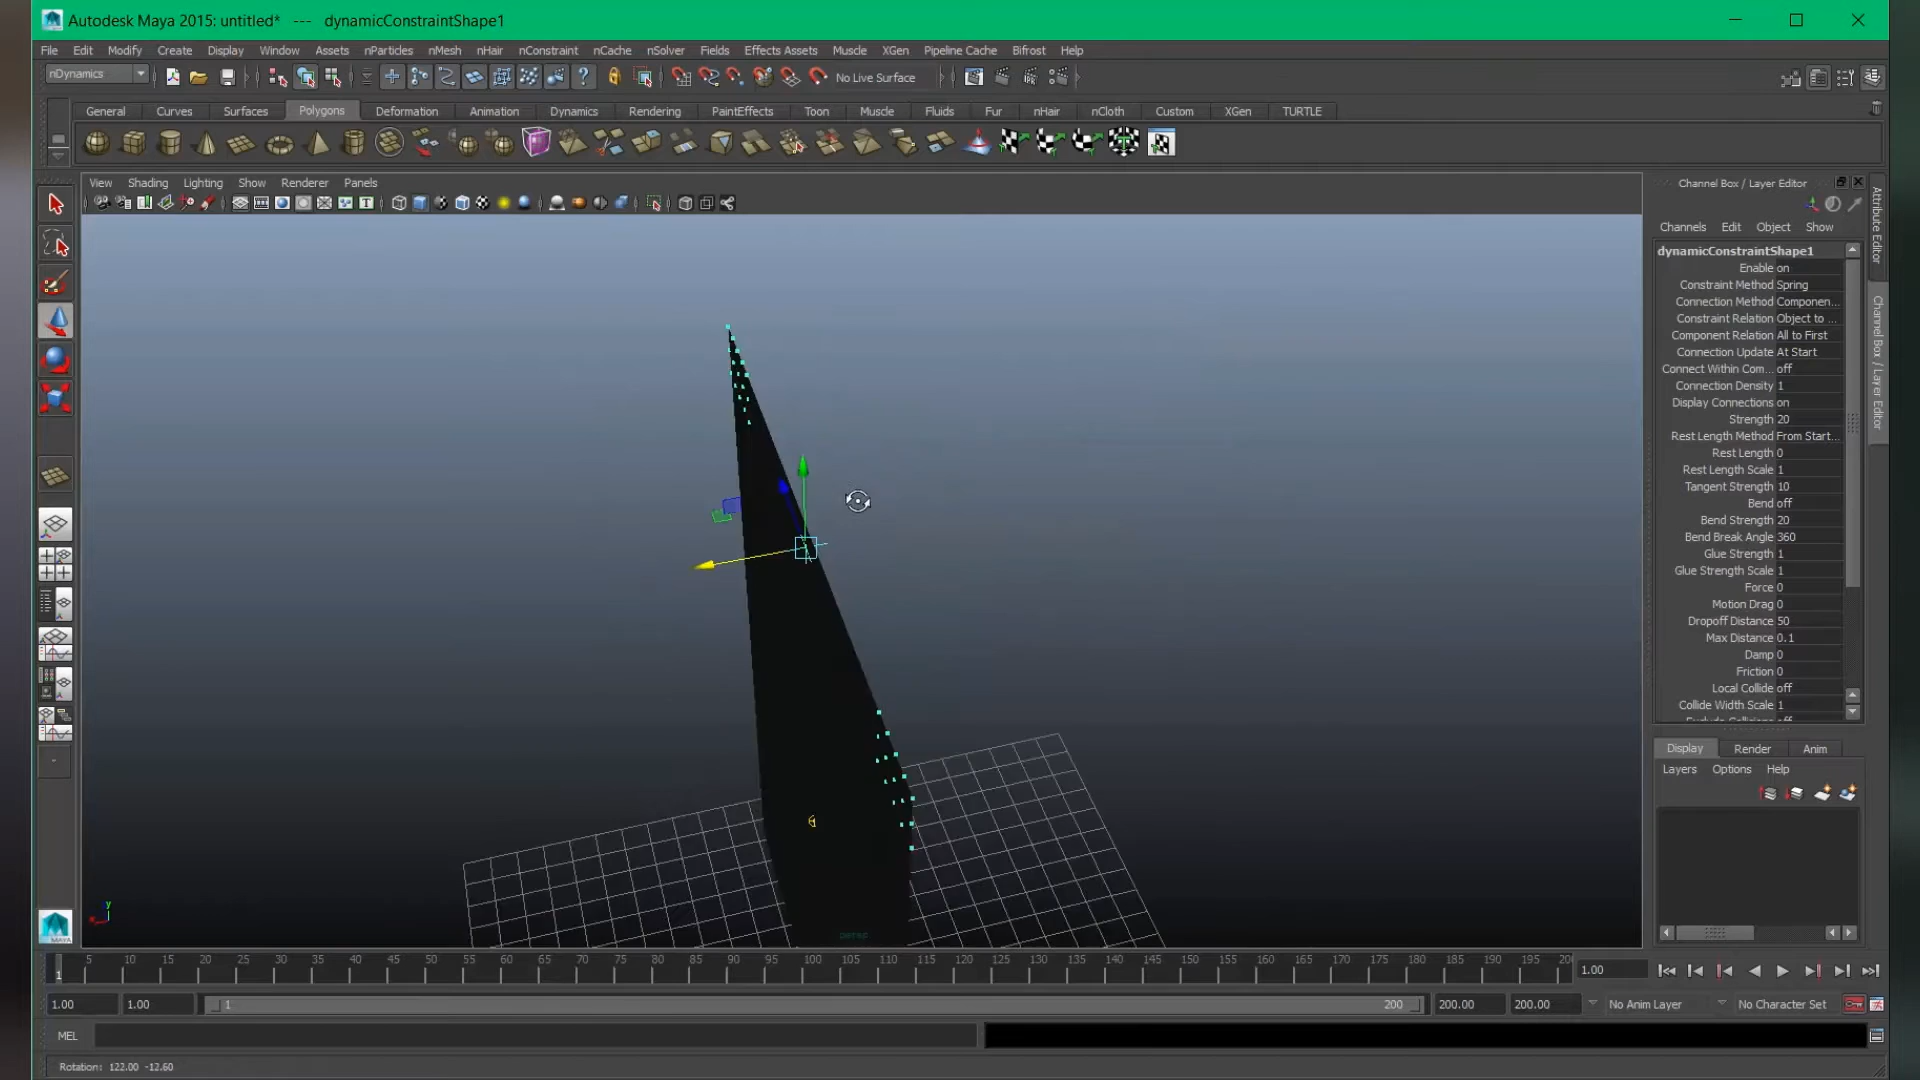 Autodesk Maya 2015: untitled* --- dynamicConstraintShape1
File Edit Modify Create Display Window Assets nParticles nMesh nHair nConstraint nCache nSolver Fields Effects Assets Muscle XGen Pipeline Cache Bifrost Help
nDynamics No Live Surface
General Curves Surfaces Polygons Deformation Animation Dynamics Rendering PaintEffects Toon Muscle Fluids Fur nHair nCloth Custom XGen TURTLE
View Shading Lighting Show Renderer Panels
Channel Box / Layer Editor
Channels Edit Object Show
dynamicConstraintShape1
Enable on
Constraint Method Spring
Connection Method Componen...
Constraint Relation Object to ...
Component Relation All to First
Connection Update At Start
Connect Within Com... off
Connection Density 1
Display Connections on
Strength 20
Rest Length Method From Start...
Rest Length 0
Rest Length Scale 1
Tangent Strength 10
Bend off
Bend Strength 20
Bend Break Angle 360
Glue Strength 1
Glue Strength Scale 1
Force 0
Motion Drag 0
Dropoff Distance 50
Max Distance 0.1
Damp 0
Friction 0
Local Collide off
Collide Width Scale 1
Attribute Editor
Channel Box / Layer Editor
Display Render Anim
Layers Options Help
y
x
MAYA
persp
1 5 10 15 20 25 30 35 40 45 50 55 60 65 70 75 80 85 90 95 100 105 110 115 120 125 130 135 140 145 150 155 160 165 170 175 180 185 190 195 20 1.00
1.00 1.00 1 200 200.00 200.00 No Anim Layer No Character Set
MEL
Rotation: 122.00 -12.60